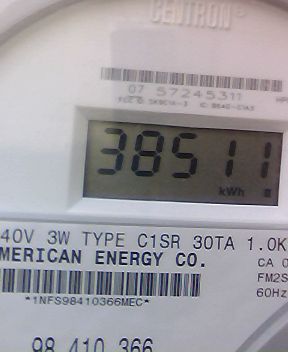 CENTRON®
07 57245311
38511
kWh
40V 3W TYPE C1SR 30TA 1.0K
MERICAN ENERGY CO.
CA 0
FM2S
60Hz
*1NFS98410366MEC*
98 410 366